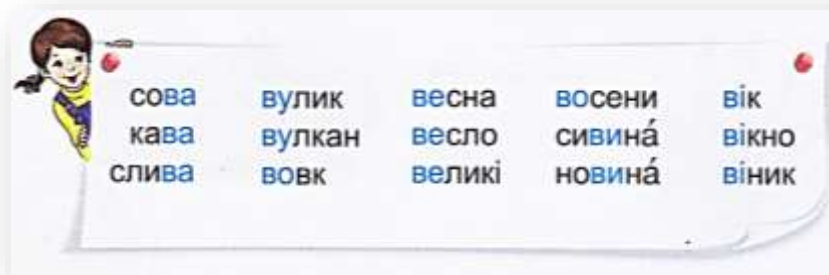 сова вулик весна восени вік
кава вулкан весло сивина́ вікно
слива вовк великі новина́ віник